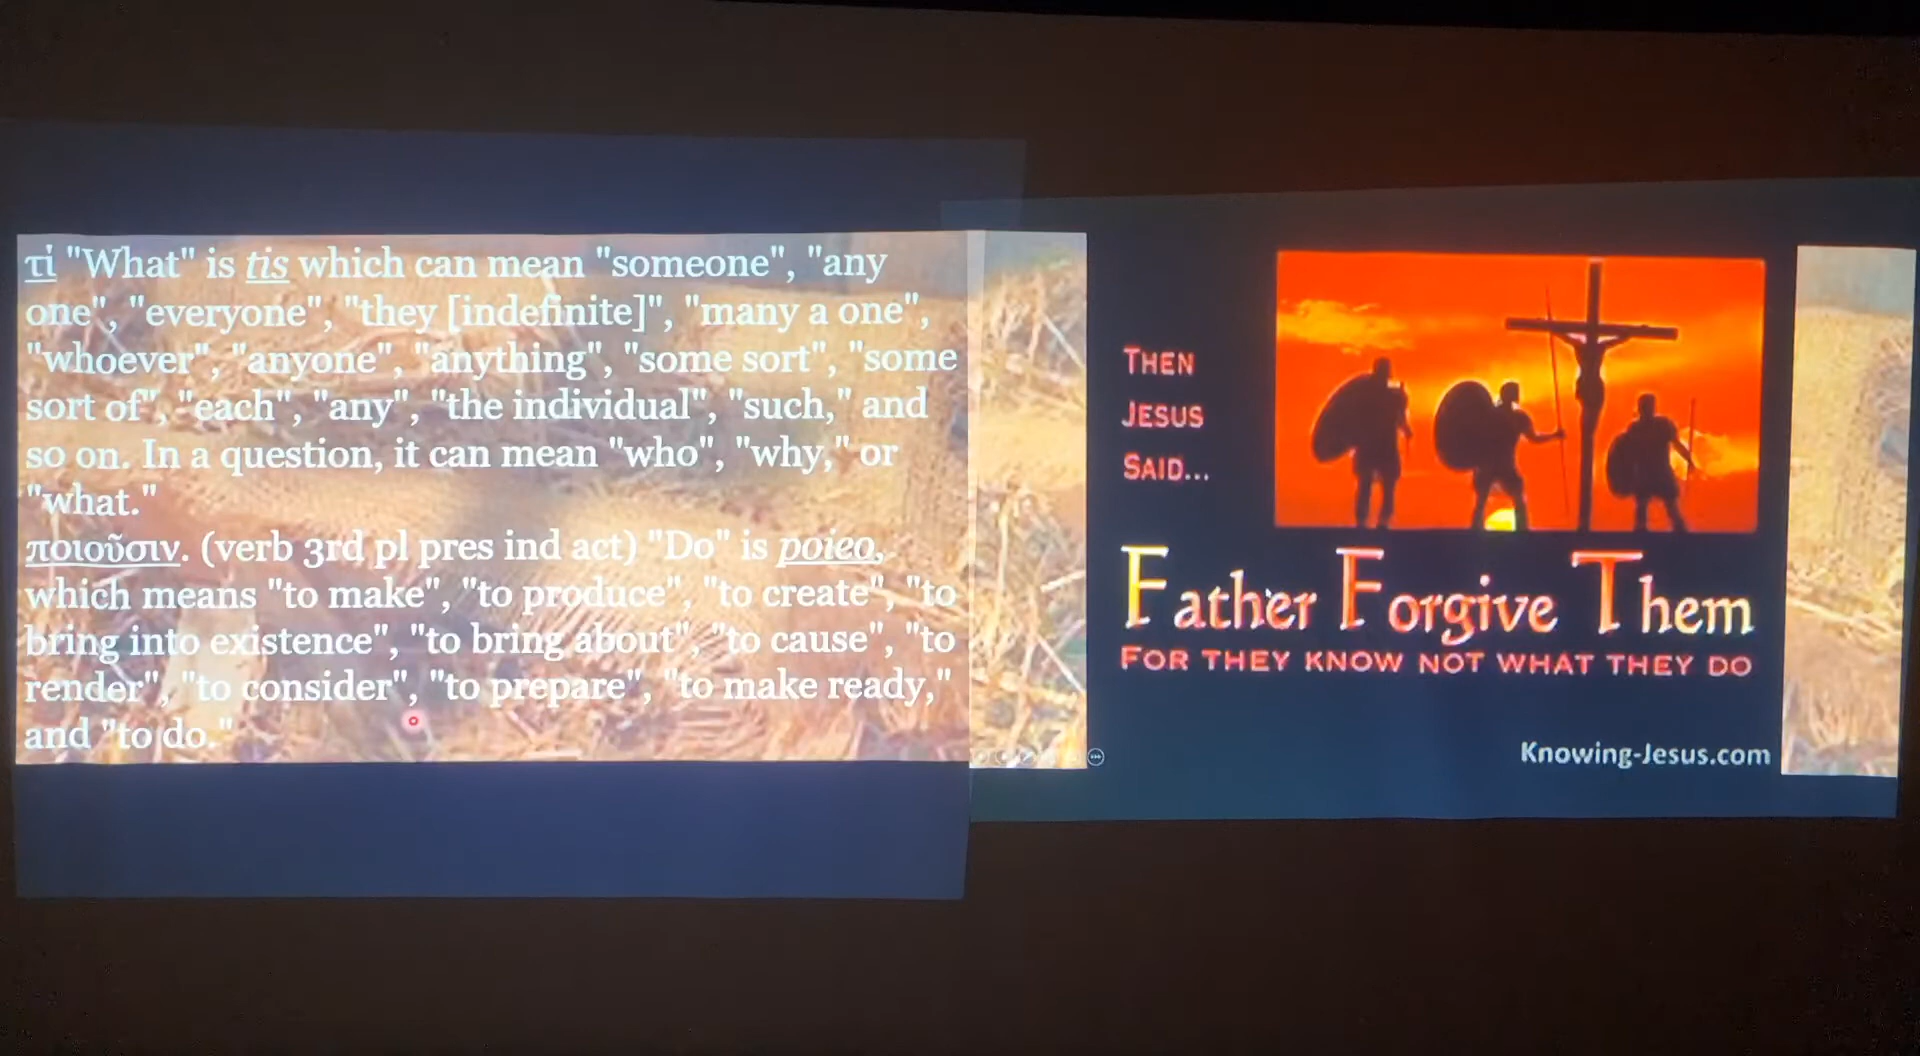 τί "What" is tis which can mean "someone", "any
one", "everyone", "they [indefinite]", "many a one",
"whoever", "anyone", "anything", "some sort", "some
sort of", "each", "any", "the individual", "such," and
so on. In a question, it can mean "who", "why," or
"what."
ποιοῦσιν. (verb 3rd pl pres ind act) "Do" is poieo,
which means "to make", "to produce", "to create", "to
bring into existence", "to bring about", "to cause", "to
render", "to consider", "to prepare", "to make ready,"
and "to do."
THEN
JESUS
SAID...
Father Forgive Them
FOR THEY KNOW NOT WHAT THEY DO
Knowing-Jesus.com